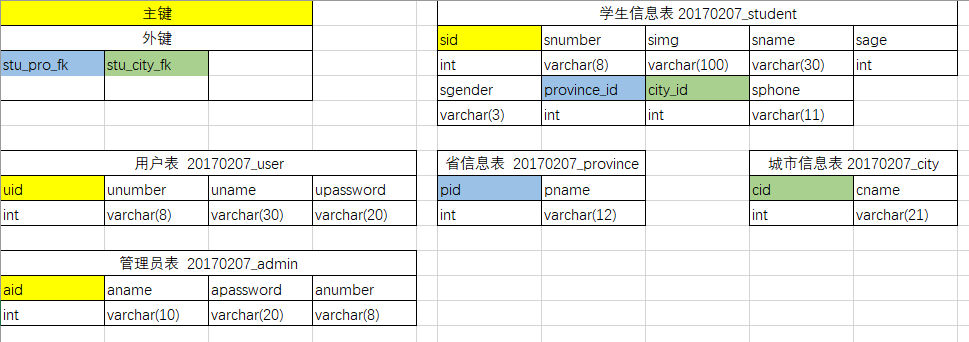 主键
外键
stu_pro_fk stu_city_fk
学生信息表 20170207_student
sid snumber simg sname sage
int varchar(8) varchar(100) varchar(30) int
sgender province_id city_id sphone
varchar(3) int int varchar(11)
用户表 20170207_user
uid unumber uname upassword
int varchar(8) varchar(30) varchar(20)
省信息表 20170207_province
pid pname
int varchar(12)
城市信息表 20170207_city
cid cname
int varchar(21)
管理员表 20170207_admin
aid aname apassword anumber
int varchar(10) varchar(20) varchar(8)